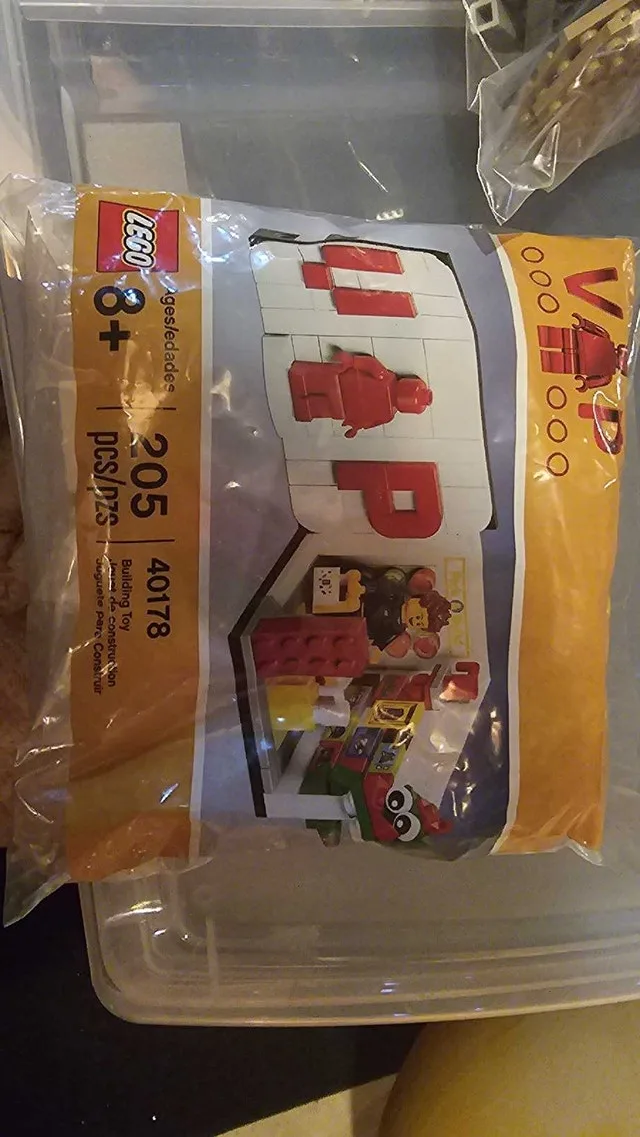 V P
LEGO
VIP
Ages/edades
8+
205
pcs/pzs
40178
Building Toy
Jouet de construction
Juguete para Construir